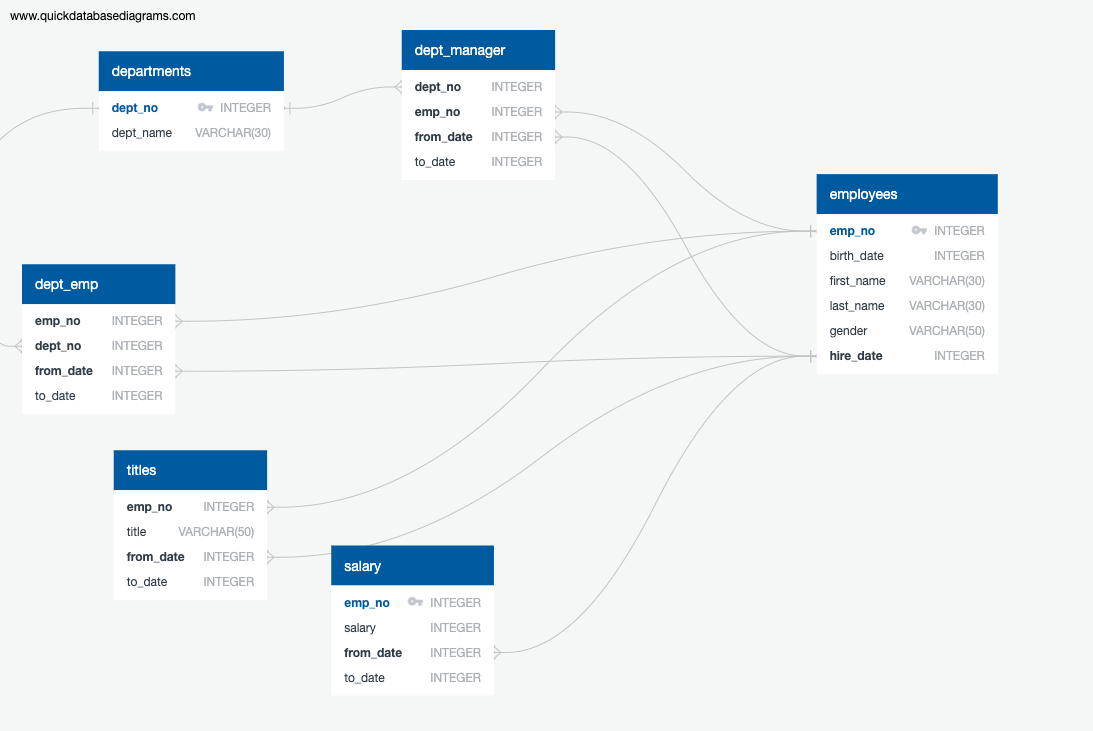 www.quickdatabasediagrams.com
departments
dept_no INTEGER
dept_name VARCHAR(30)
dept_manager
dept_no INTEGER
emp_no INTEGER
from_date INTEGER
to_date INTEGER
employees
emp_no INTEGER
birth_date INTEGER
first_name VARCHAR(30)
last_name VARCHAR(30)
gender VARCHAR(50)
hire_date INTEGER
dept_emp
emp_no INTEGER
dept_no INTEGER
from_date INTEGER
to_date INTEGER
titles
emp_no INTEGER
title VARCHAR(50)
from_date INTEGER
to_date INTEGER
salary
emp_no INTEGER
salary INTEGER
from_date INTEGER
to_date INTEGER